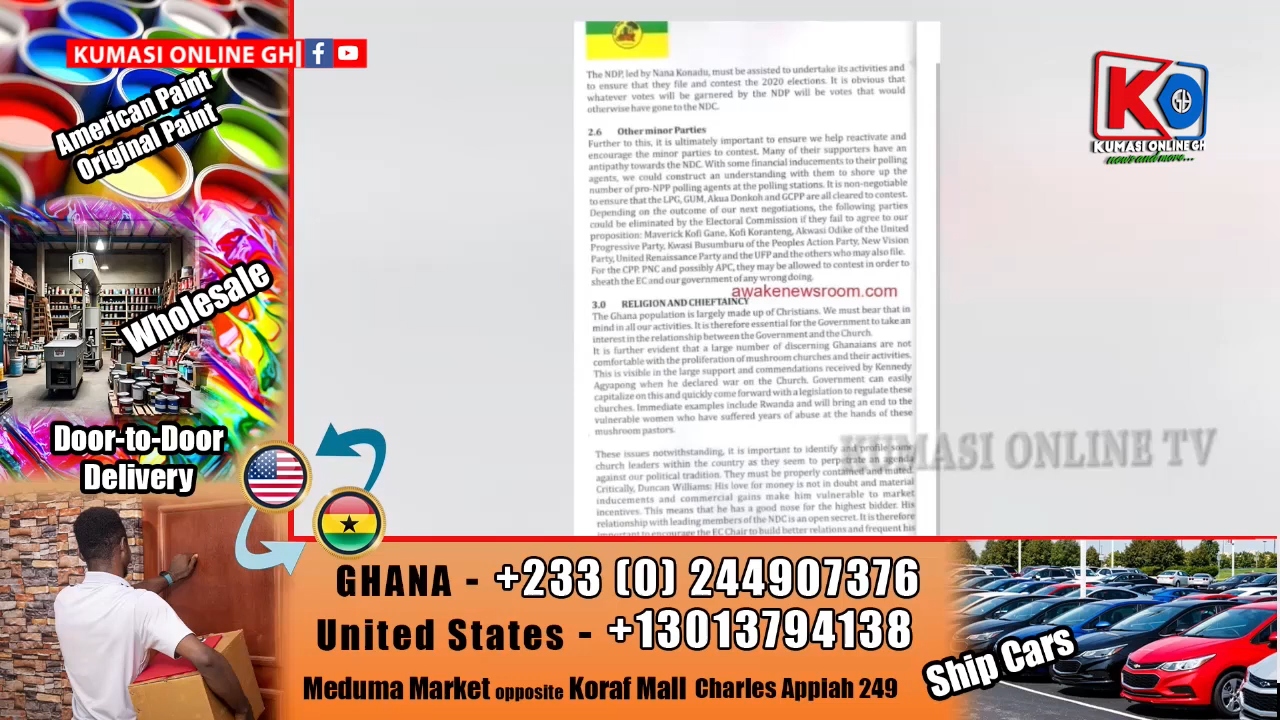 KUMASI ONLINE GH
American Paint
Original Paint
Wholesale
Door-to-Door
Delivery
KO
Gh
KUMASI ONLINE GH
news and more...
The NDP, led by Nana Konadu, must be assisted to undertake its activities and
to ensure that they file and contest the 2020 elections. It is obvious that
whatever votes will be garnered by the NDP will be votes that would
otherwise have gone to the NDC.
2.6 Other minor Parties
Further to this, it is ultimately important to ensure we help reactivate and
encourage the minor parties to contest. Many of their supporters have an
antipathy towards the NDC. With some financial inducements to their polling
agents, we could construct an understanding with them to shore up the
number of pro-NPP polling agents at the polling stations. It is non-negotiable
to ensure that the LPG, GUM, Akua Donkoh and GCPP are all cleared to contest.
Depending on the outcome of our next negotiations, the following parties
could be eliminated by the Electoral Commission if they fail to agree to our
proposition: Maverick Kofi Gane, Kofi Koranteng, Akwasi Odike of the United
Progressive Party, Kwasi Busumburu of the Peoples Action Party, New Vision
Party, United Renaissance Party and the UFP and the others who may also file.
For the CPP, PNC and possibly APC, they may be allowed to contest in order to
sheath the EC and our government of any wrong doing.
awakenewsroom.com
3.0 RELIGION AND CHIEFTAINCY
The Ghana population is largely made up of Christians. We must bear that in
mind in all our activities. It is therefore essential for the Government to take an
interest in the relationship between the Government and the Church.
It is further evident that a large number of discerning Ghanaians are not
comfortable with the proliferation of mushroom churches and their activities.
This is visible in the large support and commendations received by Kennedy
Agyapong when he declared war on the Church. Government can easily
capitalize on this and quickly come forward with a legislation to regulate these
churches. Immediate examples include Rwanda and will bring an end to the
vulnerable women who have suffered years of abuse at the hands of these
mushroom pastors.
These issues notwithstanding, it is important to identify and profile some
church leaders within the country as they seem to perpetrate an agenda
against our political tradition. They must be properly contained and muted.
Critically, Duncan Williams: His love for money is not in doubt and material
inducements and commercial gains make him vulnerable to market
incentives. This means that he has a good nose for the highest bidder. His
relationship with leading members of the NDC is an open secret. It is therefore
important to encourage the EC Chair to build better relations and frequent his
KUMASI ONLINE TV
GHANA - +233 (0) 244907376
United States - +13013794138
Meduma Market opposite Koraf Mall Charles Appiah 249
Ship Cars